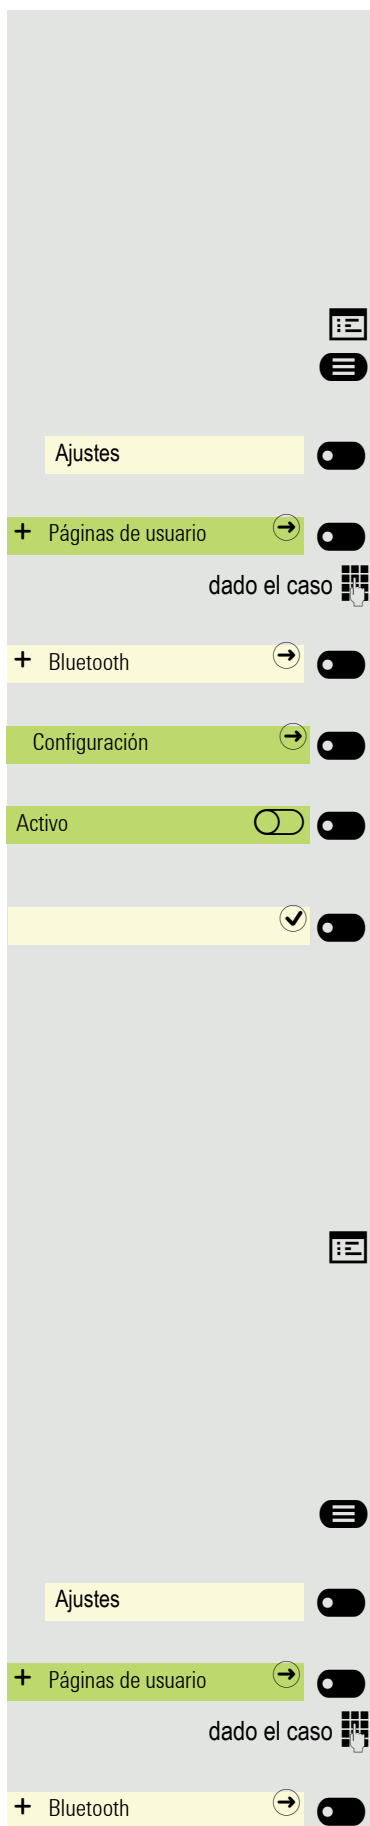 Ajustes
+ Páginas de usuario
dado el caso
+ Bluetooth
Configuración
Activo
Ajustes
+ Páginas de usuario
dado el caso
+ Bluetooth